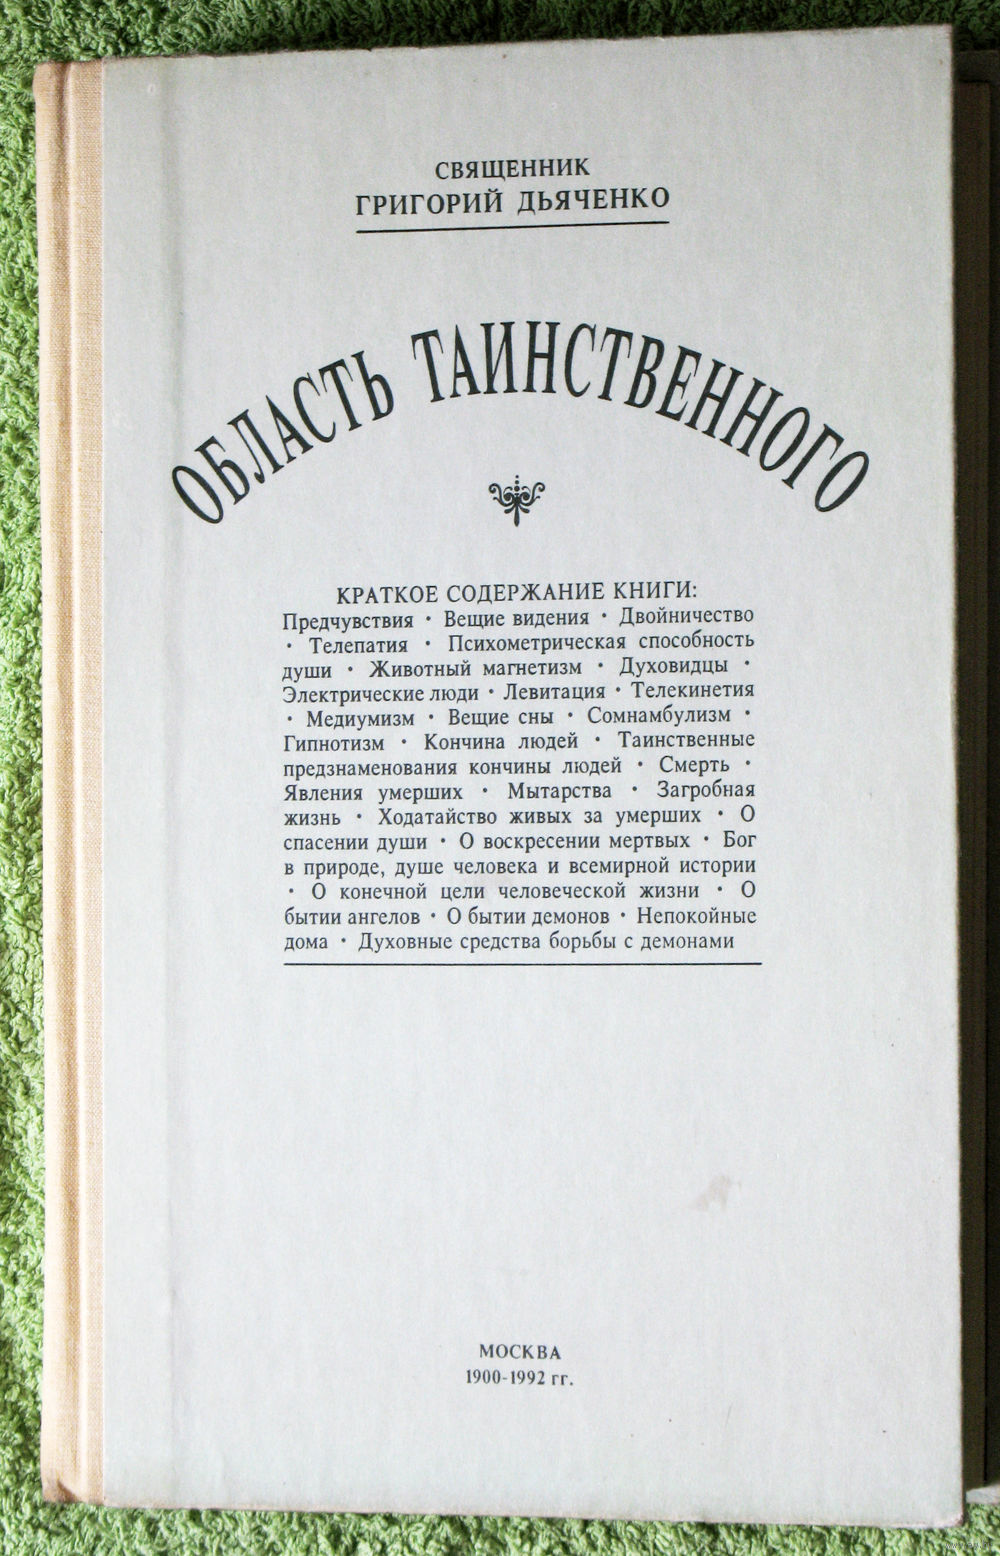 СВЯЩЕННИК
ГРИГОРИЙ ДЬЯЧЕНКО
ОБЛАСТЬ ТАИНСТВЕННОГО
КРАТКОЕ СОДЕРЖАНИЕ КНИГИ:
Предчувствия • Вещие видения • Двойничество
• Телепатия • Психометрическая способность
души • Животный магнетизм • Духовидцы •
Электрические люди • Левитация • Телекинетия
• Медиумизм • Вещие сны • Сомнамбулизм •
Гипнотизм • Кончина людей • Таинственные
предзнаменования кончины людей • Смерть •
Явления умерших • Мытарства • Загробная
жизнь • Ходатайство живых за умерших • О
спасении души • О воскресении мертвых • Бог
в природе, душе человека и всемирной истории
• О конечной цели человеческой жизни • О
бытии ангелов • О бытии демонов • Непокойные
дома • Духовные средства борьбы с демонами
МОСКВА
1900-1992 гг.